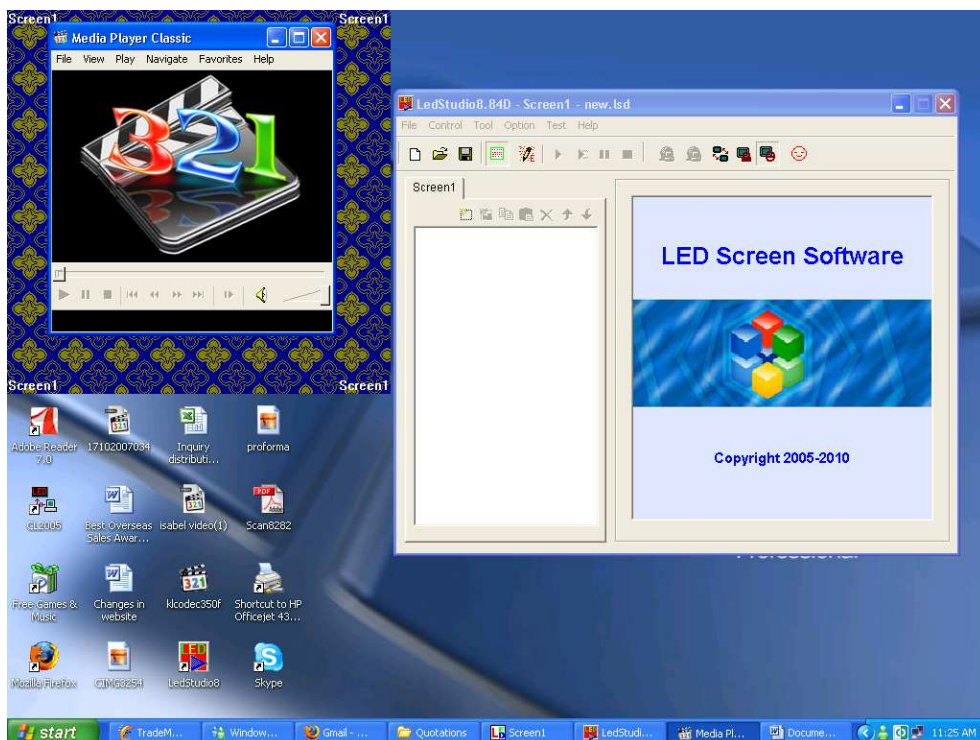 Screen1
Screen1
Media Player Classic
File View Play Navigate Favorites Help
321
Screen1
Screen1
LedStudio8.84D - Screen1 - new.lsd
File Control Tool Option Test Help
Screen1
LED Screen Software
Copyright 2005-2010
Professional
Adobe Reader 7.0
17102007034
Inquiry distributi...
proforma
CL2005
Best Overseas Sales Awar...
isabel video(1)
Scan8282
Free Games & Music
Changes in website
klcodec350f
Shortcut to HP Officejet 43...
Mozilla Firefox
CIMG3254
LedStudio8
Skype
start
TradeM...
Window...
Gmail - ...
Quotations
Screen1
LedStudi...
Media Pl...
Docume...
11:25 AM